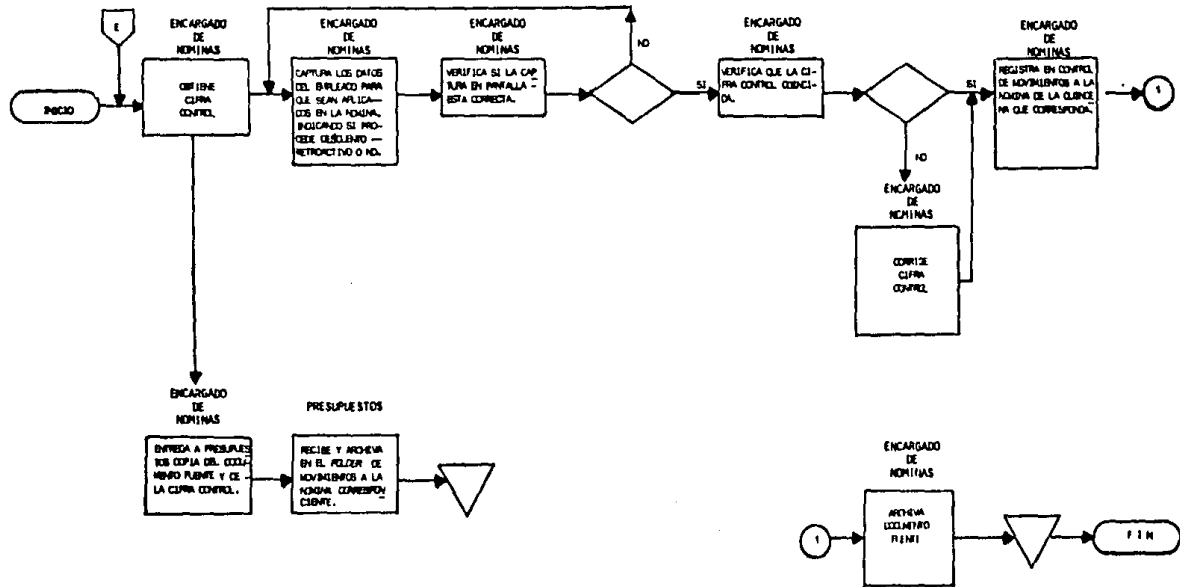 E
INICIO
ENCARGADO
DE
NOMINAS
OBTIENE
CIFRA
CONTROL
ENCARGADO
DE
NOMINAS
CAPTURA LOS DATOS
DEL EMPLEADO PARA
QUE SEAN APLICA-
DOS EN LA NOMINA,
INDICANDO SI PRO-
CEDE DESCUENTO -
RETROACTIVO O NO.
ENCARGADO
DE
NOMINAS
VERIFICA SI LA CAP
TURA EN PANTALLA -
ESTA CORRECTA.
NO
SI
ENCARGADO
DE
NOMINAS
VERIFICA QUE LA CI-
FRA CONTROL COINCI-
DA.
SI
NO
ENCARGADO
DE
NOMINAS
CORRIGE
CIFRA
CONTROL
ENCARGADO
DE
NOMINAS
REGISTRA EN CONTROL
DE MOVIMIENTOS A LA
NOMINA DE LA QUINCE
NA QUE CORRESPONDA.
1
ENCARGADO
DE
NOMINAS
ENTREGA A PRESUPUES
TOS COPIA DEL DOCU-
MENTO FUENTE Y DE
LA CIFRA CONTROL.
PRESUPUESTOS
RECIBE Y ARCHIVA
EN EL FOLDER DE
MOVIMIENTOS A LA
NOMINA CORRESPON
DIENTE.
ENCARGADO
DE
NOMINAS
1
ARCHIVA
DOCUMENTO
FUENTE
FIN